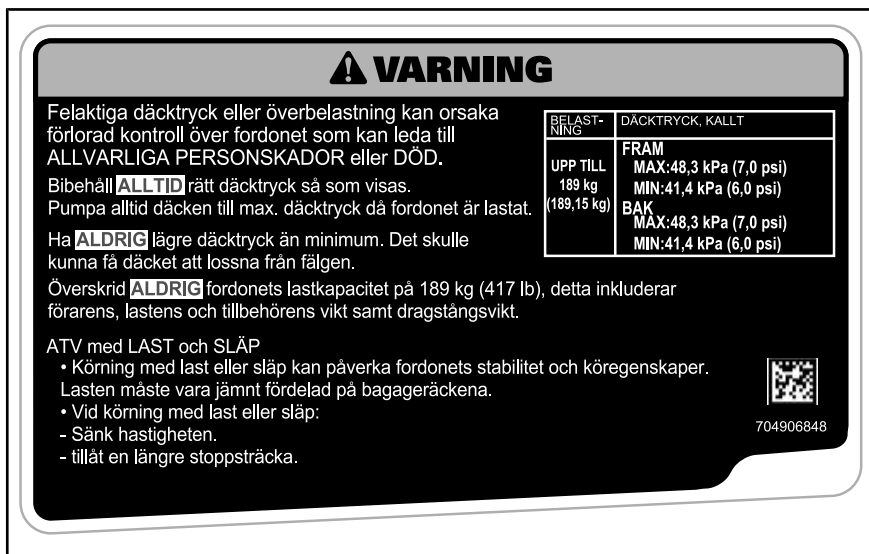 VARNING
Felaktiga däcktryck eller överbelastning kan orsaka
förlorad kontroll över fordonet som kan leda till
ALLVARLIGA PERSONSKADOR eller DÖD.
Bibehåll ALLTID rätt däcktryck så som visas.
Pumpa alltid däcken till max. däcktryck då fordonet är lastat.
Ha ALDRIG lägre däcktryck än minimum. Det skulle
kunna få däcket att lossna från fälgen.
Överskrid ALDRIG fordonets lastkapacitet på 189 kg (417 lb), detta inkluderar
förarens, lastens och tillbehörens vikt samt dragstångsvikt.
ATV med LAST och SLÄP
• Körning med last eller släp kan påverka fordonets stabilitet och köregenskaper.
Lasten måste vara jämnt fördelad på bagageräckena.
• Vid körning med last eller släp:
- Sänk hastigheten.
- tillåt en längre stoppsträcka.
BELAST-
NING
DÄCKTRYCK, KALLT
UPP TILL
189 kg
(189,15 kg)
FRAM
MAX:48,3 kPa (7,0 psi)
MIN:41,4 kPa (6,0 psi)
BAK
MAX:48,3 kPa (7,0 psi)
MIN:41,4 kPa (6,0 psi)
704906848